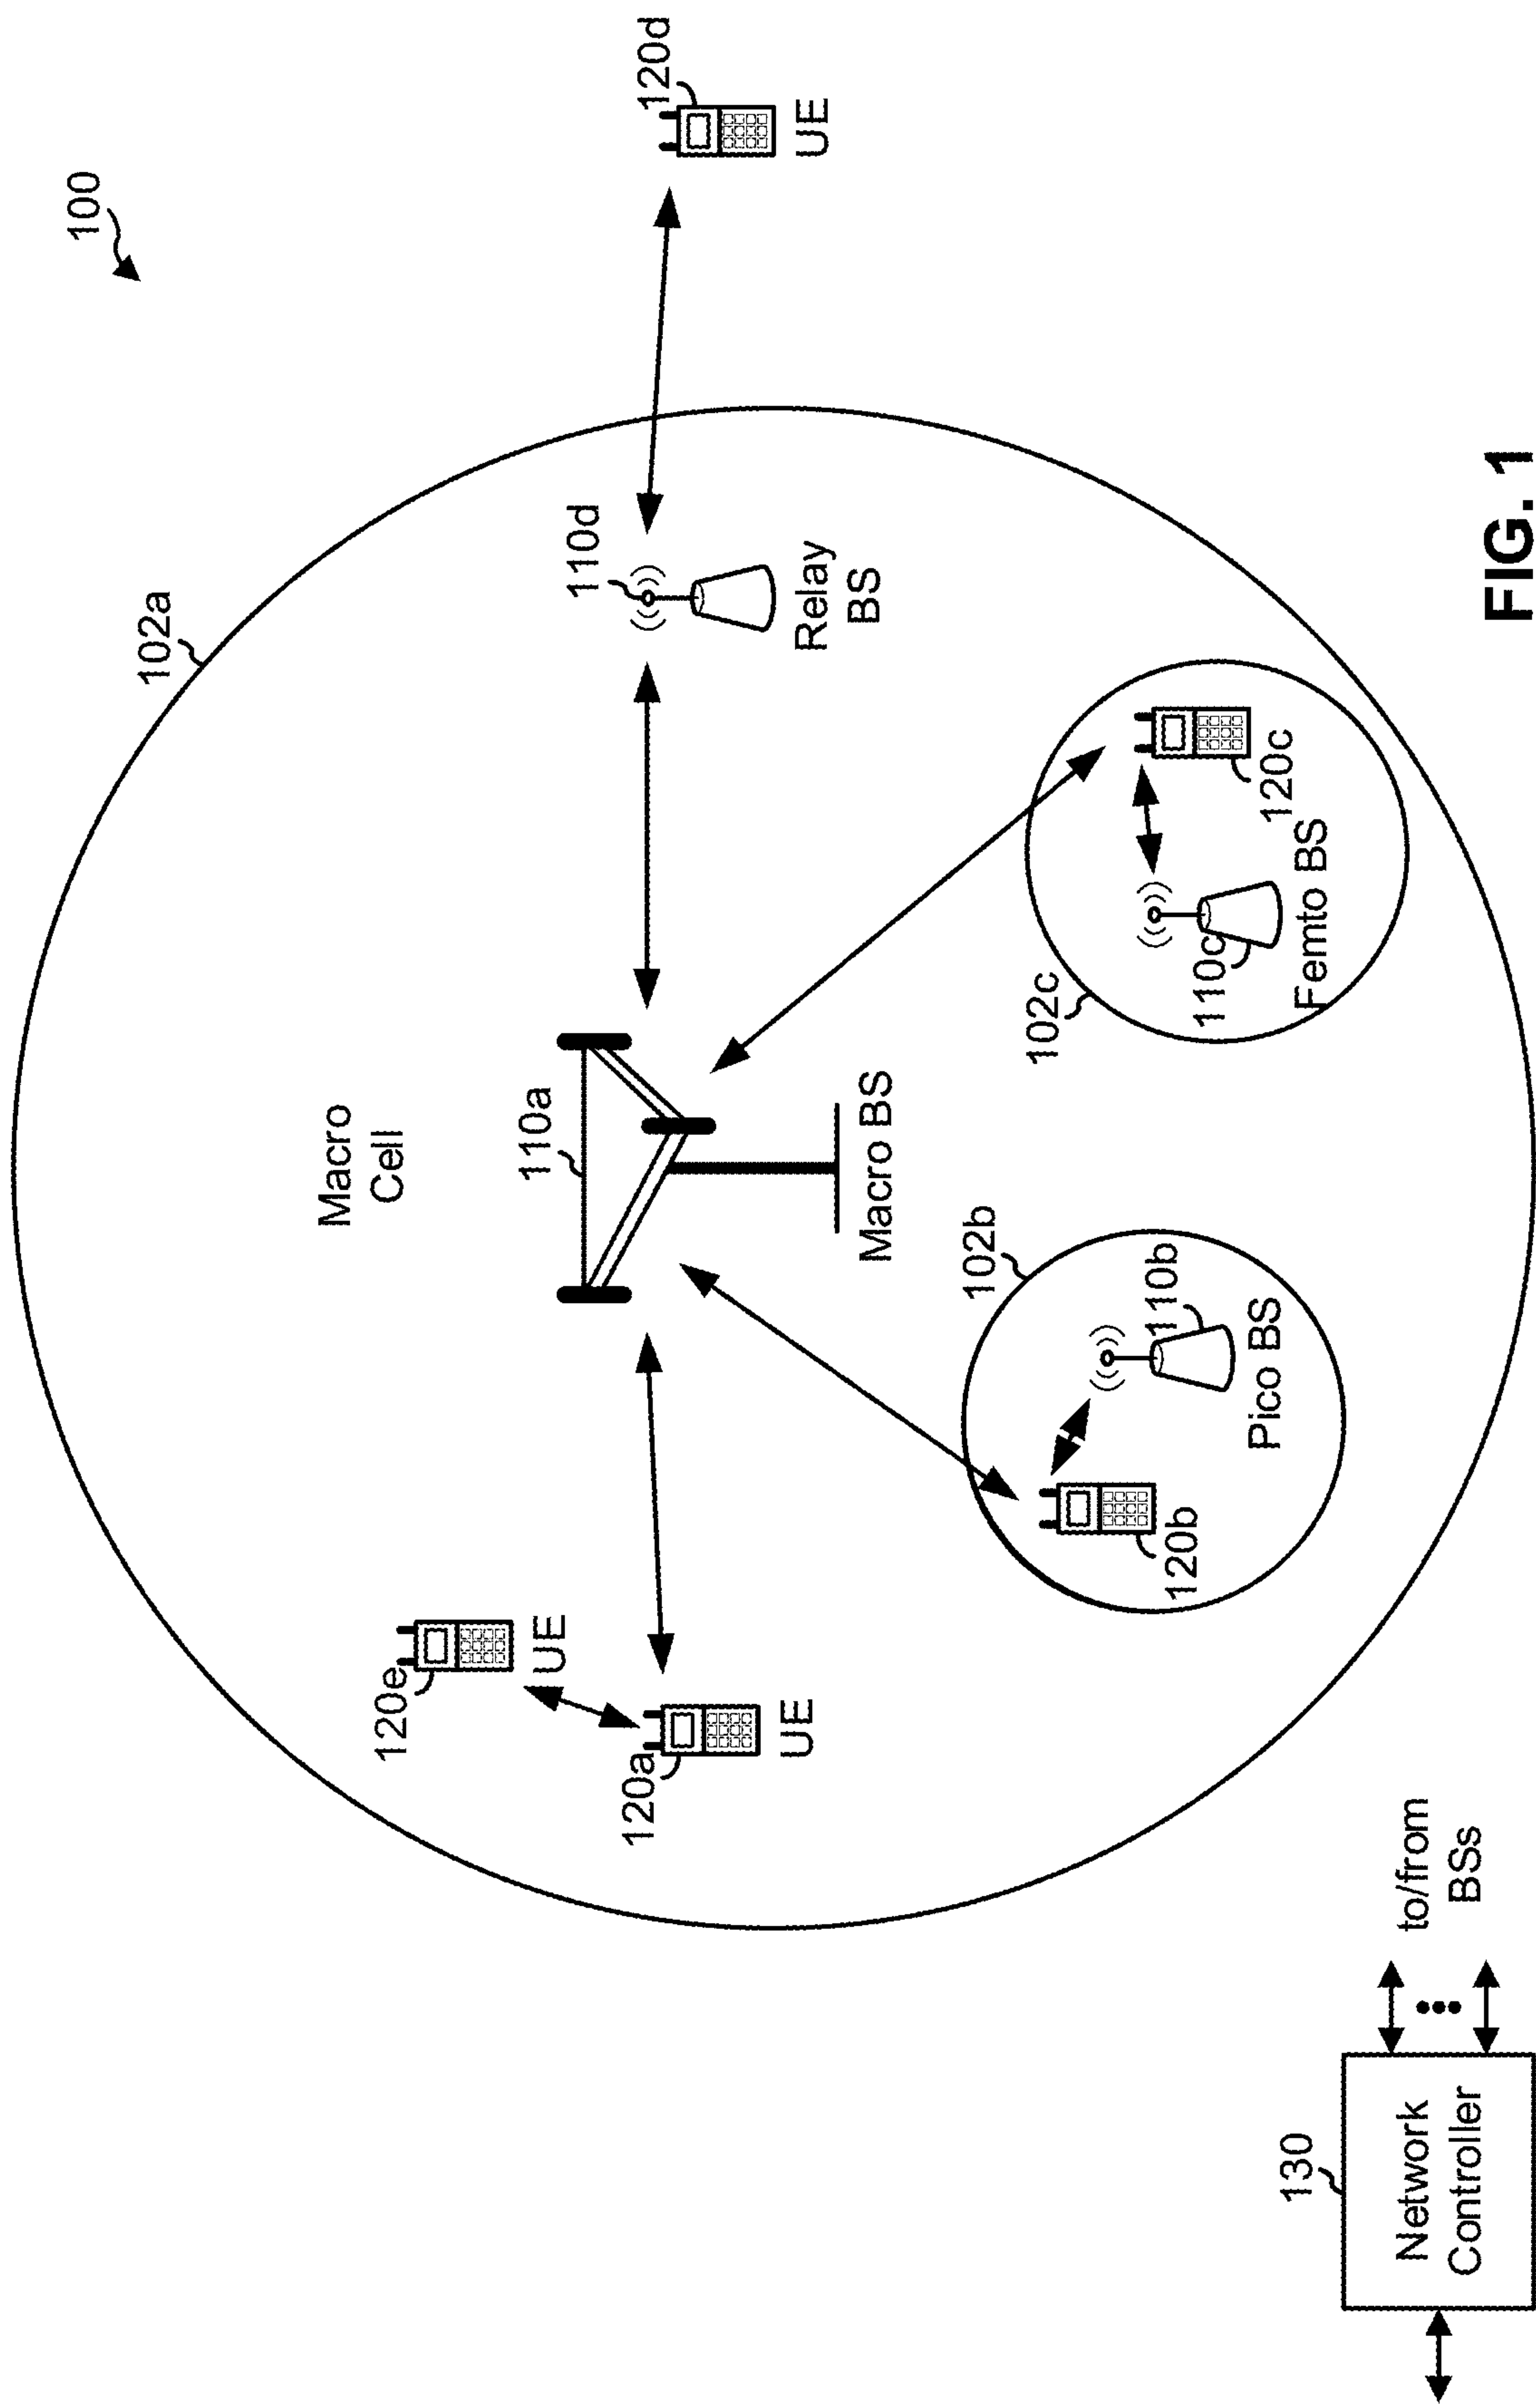 100
102a
Macro
Cell
120e
UE
110a
110d
120d
120a
UE
Relay
BS
UE
Macro BS
102b
102c
120b
110b
Pico BS
110c
120c
Femto BS
130
Network
Controller
to/from
BSs
FIG. 1